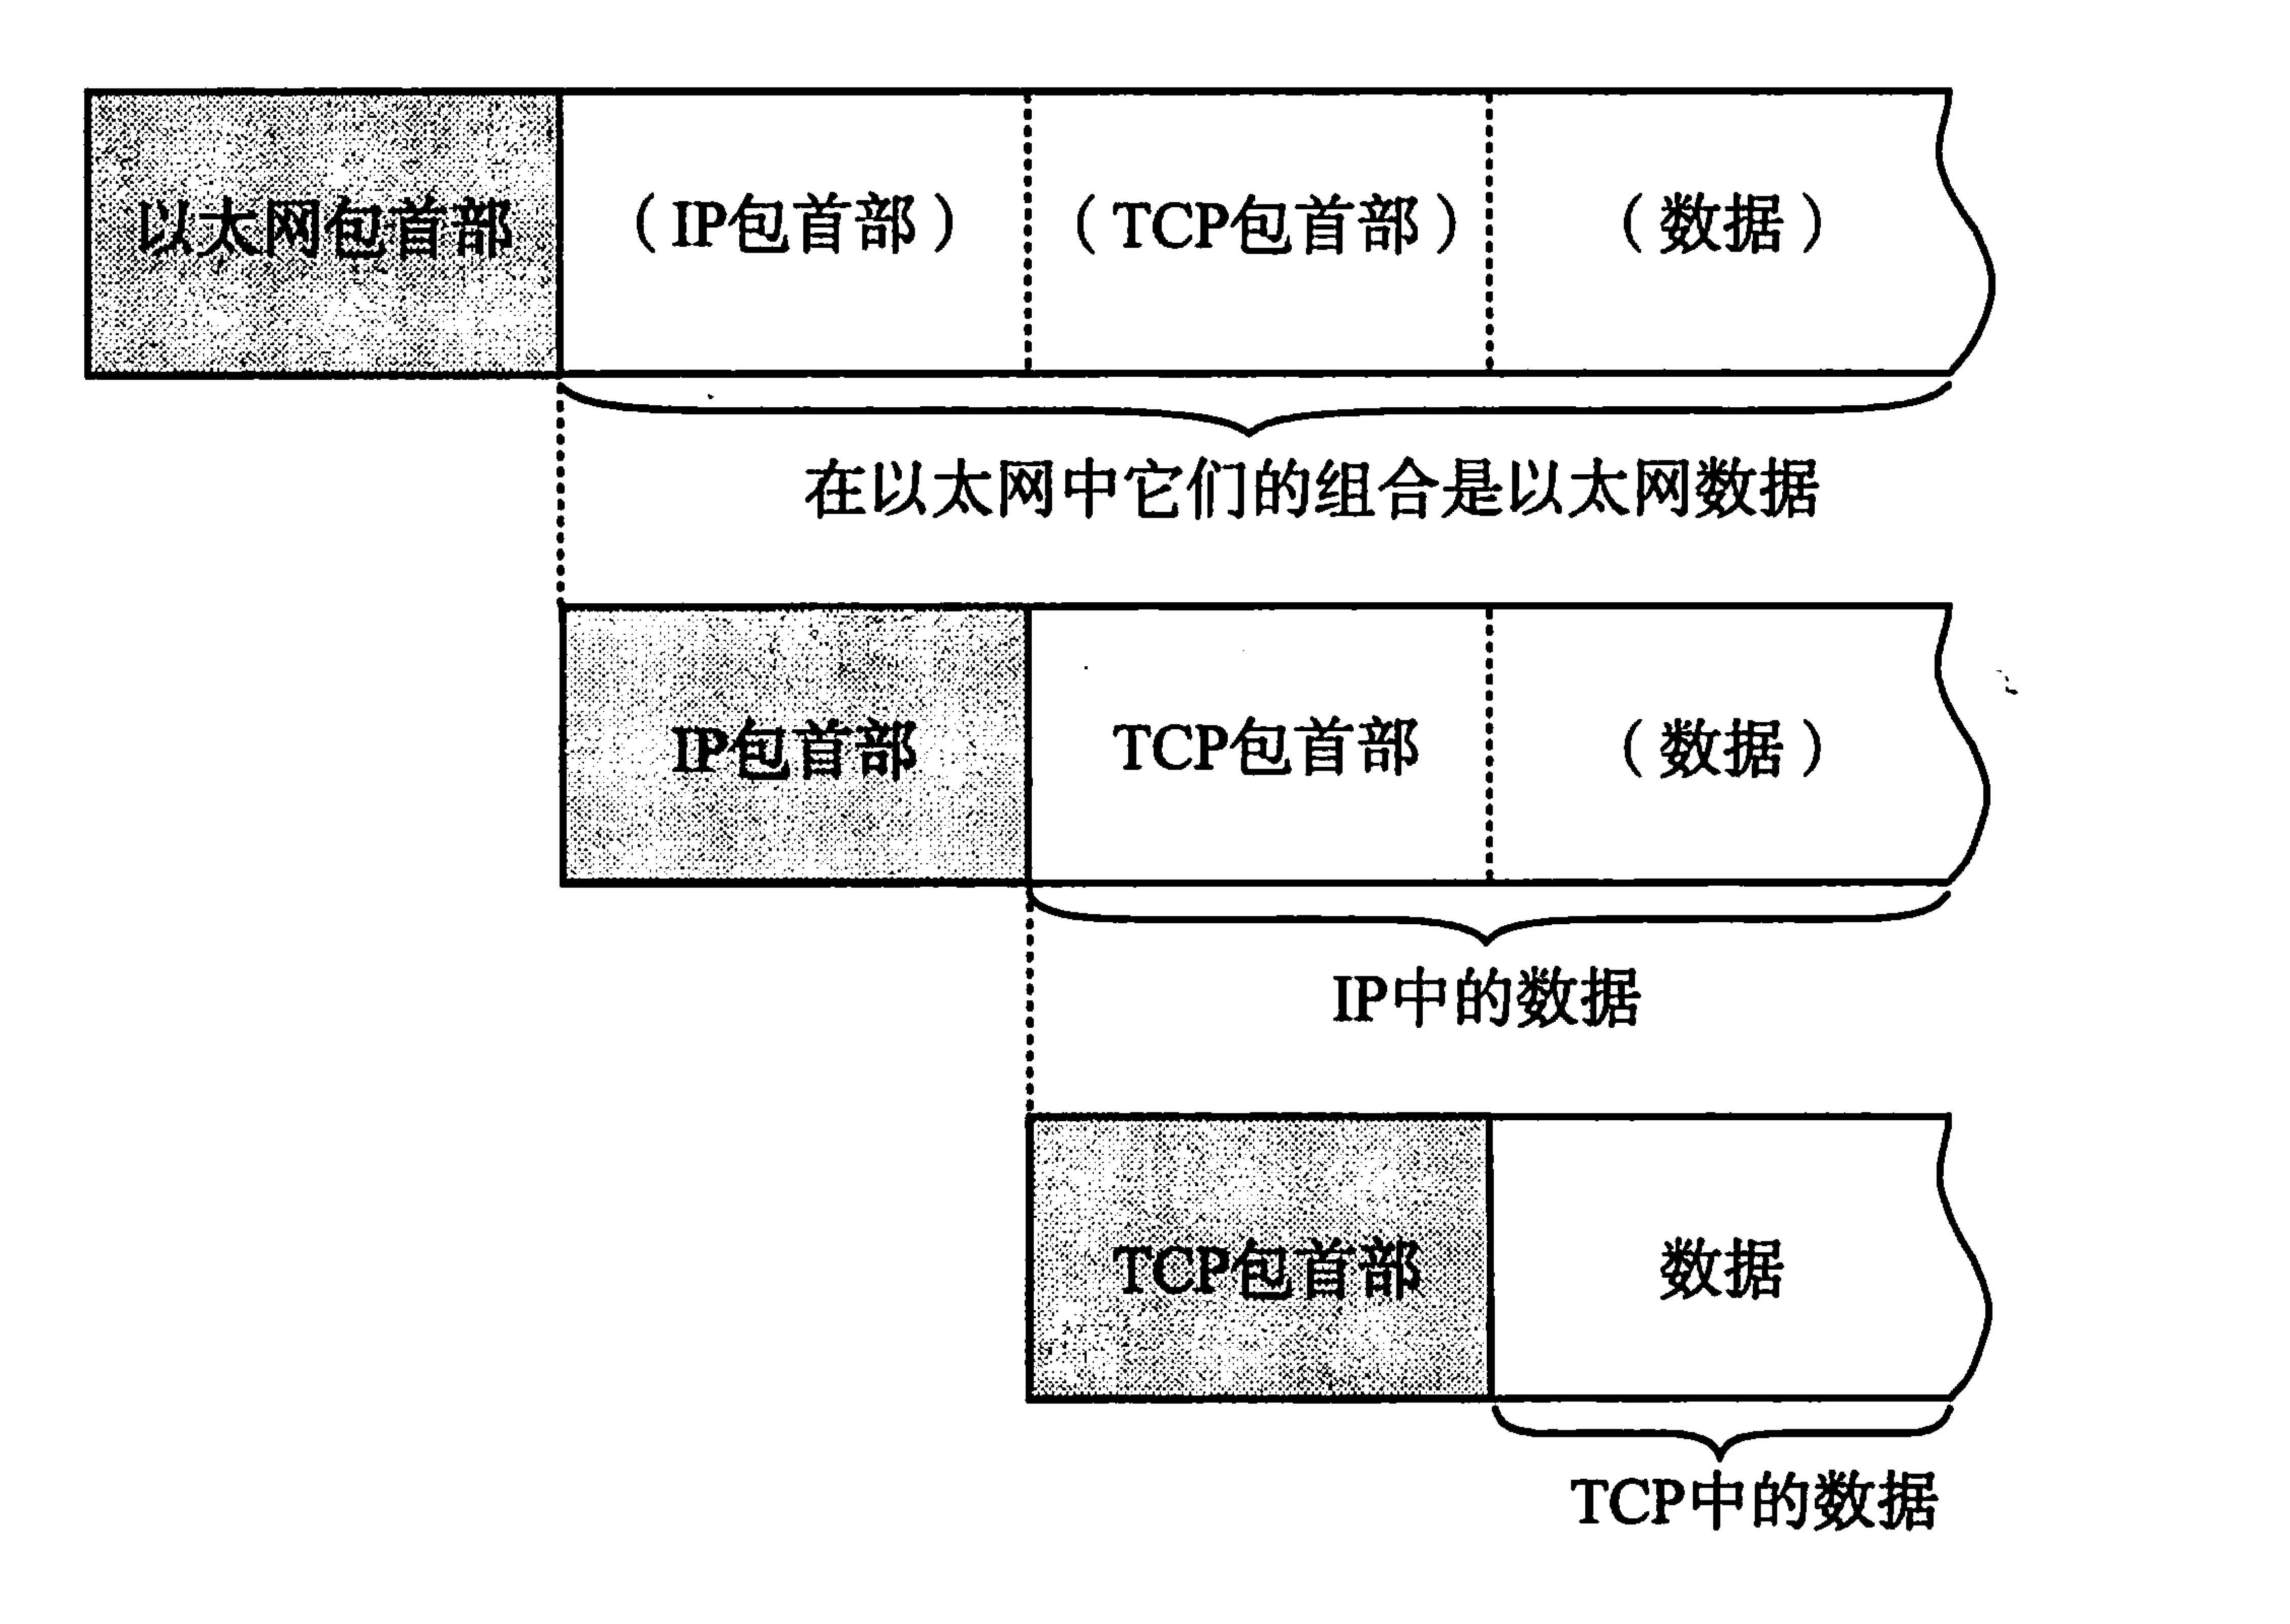 以太网包首部 （IP包首部） （TCP包首部） （数据）
在以太网中它们的组合是以太网数据
IP包首部 TCP包首部 （数据）
IP中的数据
TCP包首部 数据
TCP中的数据